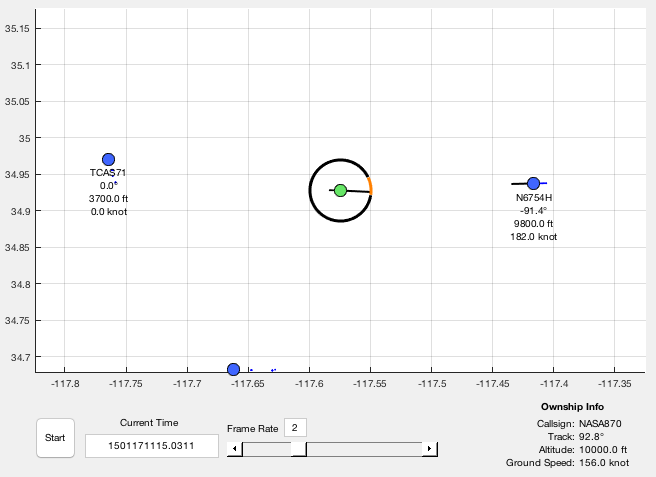 35.15
35.1
35.05
35
34.95
34.9
34.85
34.8
34.75
34.7
TCAS71
0.0°
3700.0 ft
0.0 knot
N6754H
-91.4°
9800.0 ft
182.0 knot
-117.8
-117.75
-117.7
-117.65
-117.6
-117.55
-117.5
-117.45
-117.4
-117.35
Start
Current Time
1501171115.0311
Frame Rate
2
Ownship Info
Callsign: NASA870
Track: 92.8°
Altitude: 10000.0 ft
Ground Speed: 156.0 knot